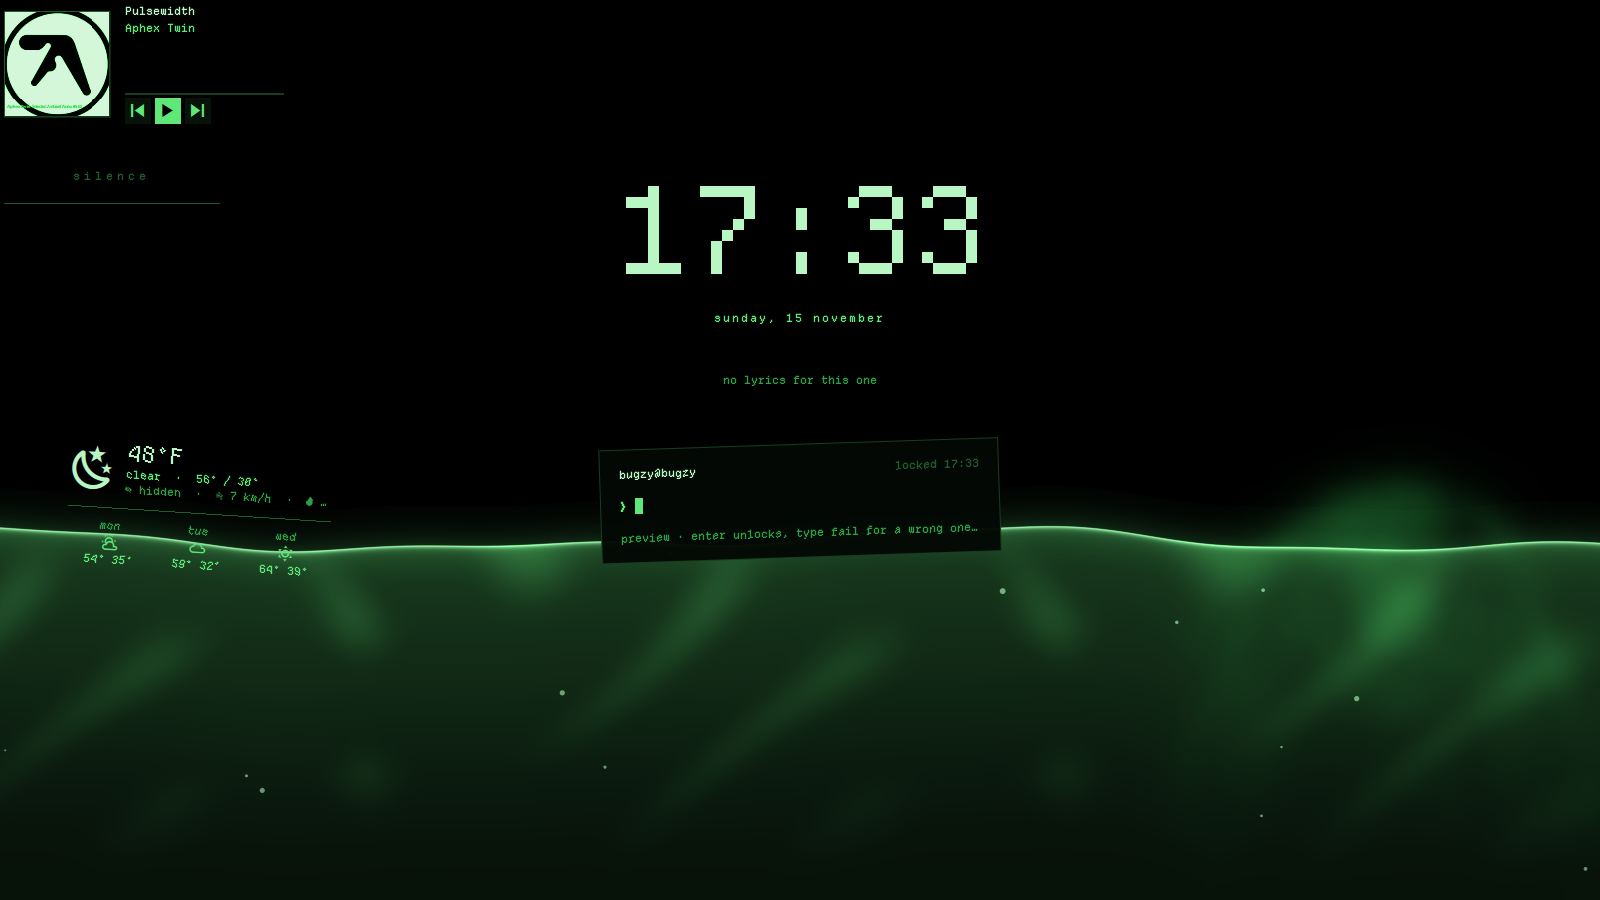 Pulsewidth
Aphex Twin
silence
17:33
sunday, 15 november
no lyrics for this one
48°F
clear · 56° / 30°
hidden · 7 km/h · …
mon tue wed
54° 35° 59° 32° 64° 39°
bugzy@bugzy locked 17:33
❯
preview · enter unlocks, type fail for a wrong one…